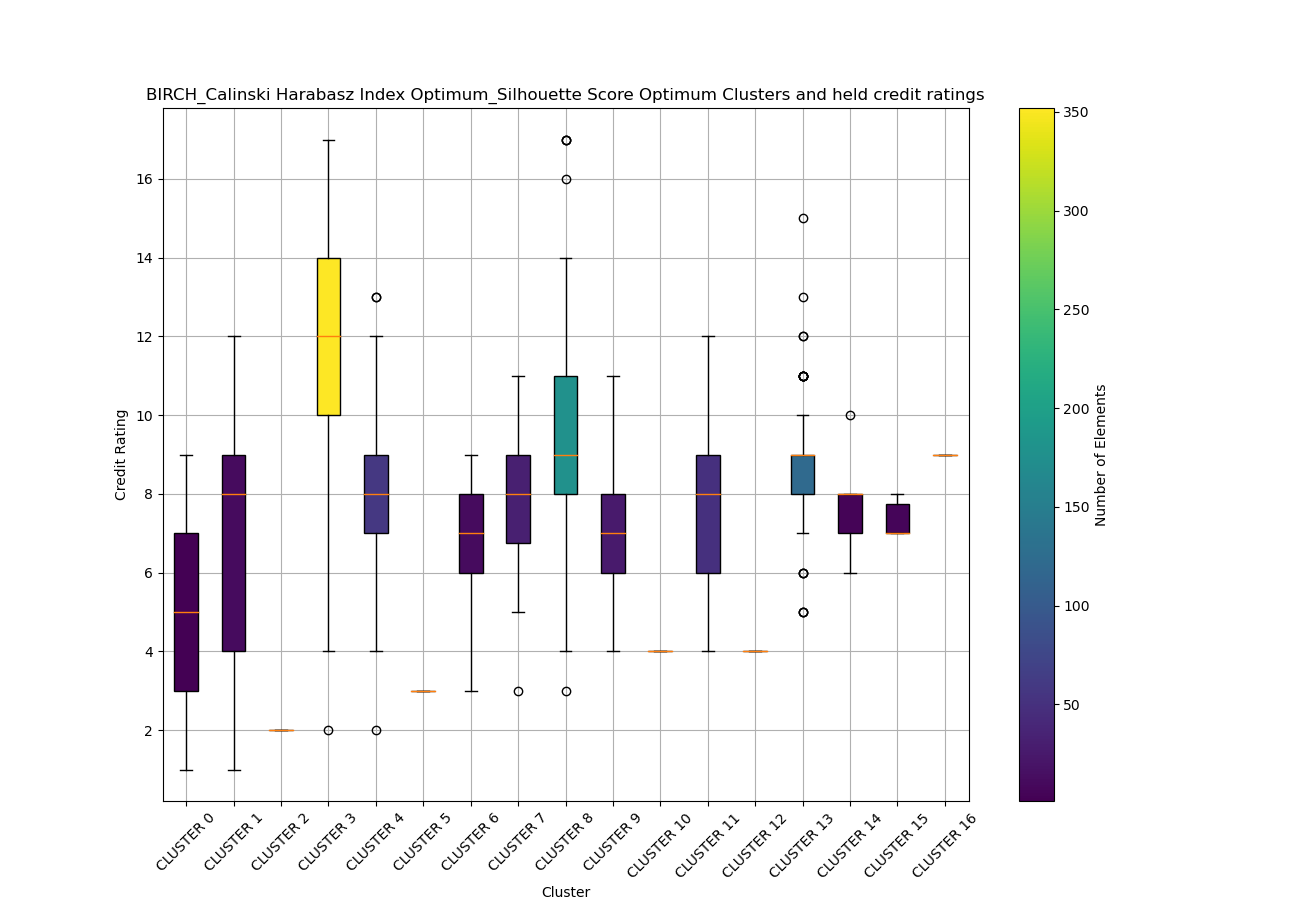 BIRCH_Calinski Harabasz Index Optimum_Silhouette Score Optimum Clusters and held credit ratings
Credit Rating
16
14
12
10
8
6
4
2
CLUSTER 0
CLUSTER 1
CLUSTER 2
CLUSTER 3
CLUSTER 4
CLUSTER 5
CLUSTER 6
CLUSTER 7
CLUSTER 8
CLUSTER 9
CLUSTER 10
CLUSTER 11
CLUSTER 12
CLUSTER 13
CLUSTER 14
CLUSTER 15
CLUSTER 16
Cluster
350
300
250
200
150
100
50
Number of Elements